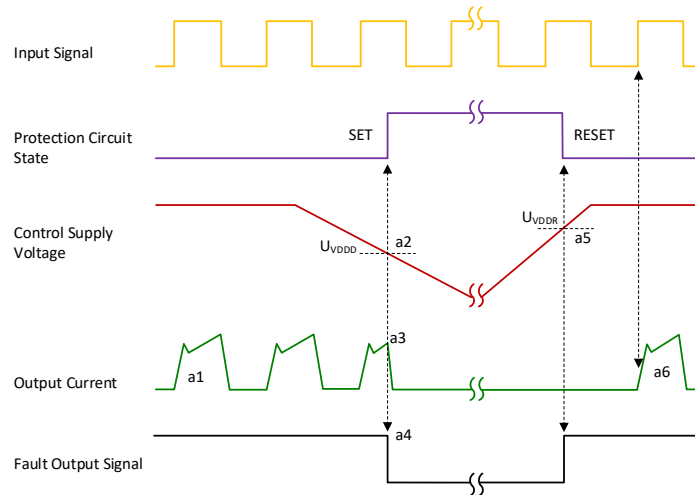 Input Signal
Protection Circuit
State
SET
RESET
Control Supply
Voltage
UVDDD
a2
UVDDR
a5
Output Current
a1
a3
a6
Fault Output Signal
a4